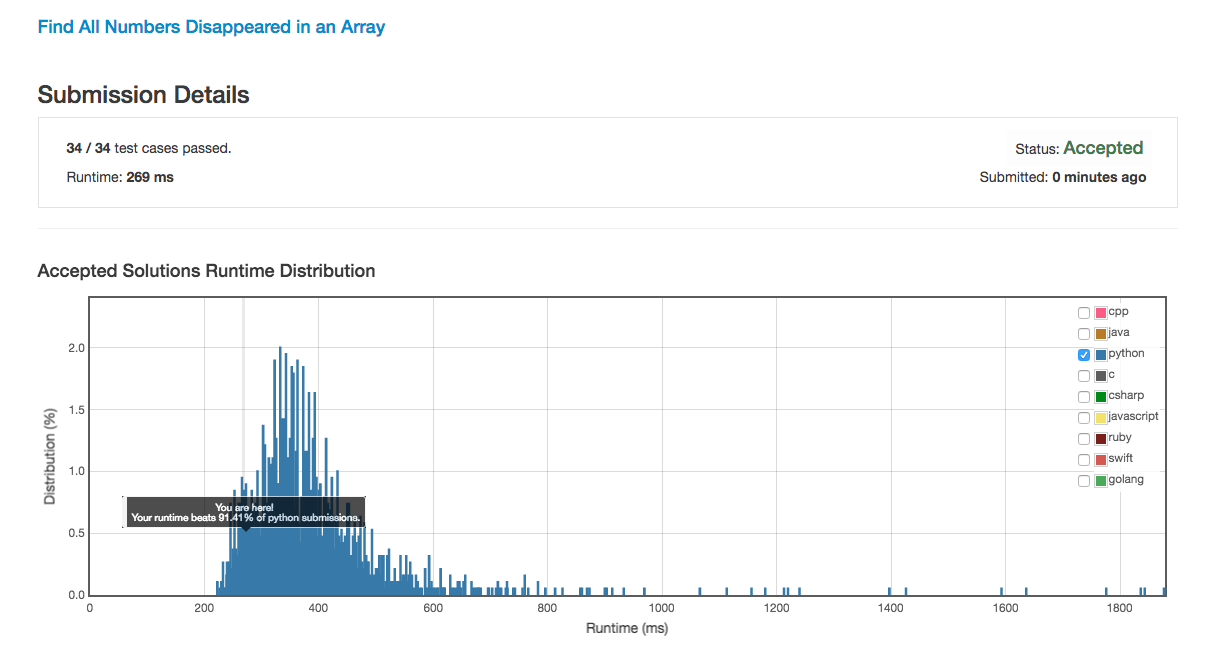 Find All Numbers Disappeared in an Array
Submission Details
34 / 34 test cases passed.
Status: Accepted
Runtime: 269 ms
Submitted: 0 minutes ago
Accepted Solutions Runtime Distribution
cpp
java
python
c
csharp
javascript
ruby
swift
golang
2.0
1.5
1.0
0.5
0.0
Distribution (%)
You are here!
Your runtime beats 91.41% of python submissions.
0
200
400
600
800
1000
1200
1400
1600
1800
Runtime (ms)